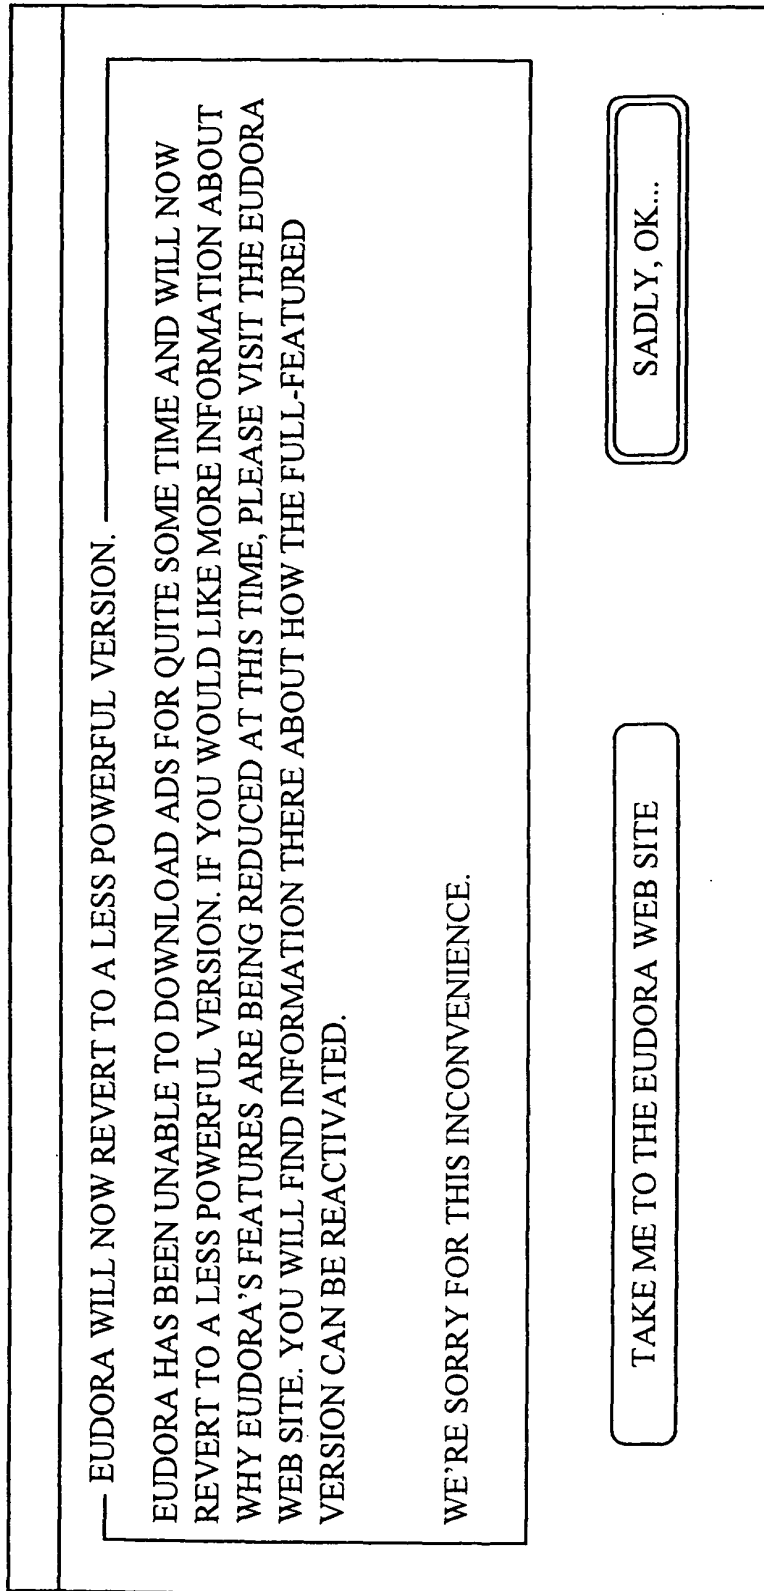 EUDORA WILL NOW REVERT TO A LESS POWERFUL VERSION.
EUDORA HAS BEEN UNABLE TO DOWNLOAD ADS FOR QUITE SOME TIME AND WILL NOW
REVERT TO A LESS POWERFUL VERSION. IF YOU WOULD LIKE MORE INFORMATION ABOUT
WHY EUDORA'S FEATURES ARE BEING REDUCED AT THIS TIME, PLEASE VISIT THE EUDORA
WEB SITE. YOU WILL FIND INFORMATION THERE ABOUT HOW THE FULL-FEATURED
VERSION CAN BE REACTIVATED.
WE'RE SORRY FOR THIS INCONVENIENCE.
TAKE ME TO THE EUDORA WEB SITE
SADLY, OK...